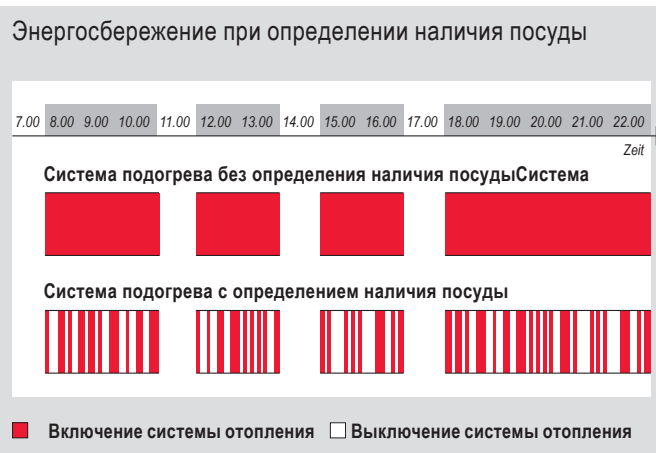 Энергосбережение при определении наличия посуды
7.00 8.00 9.00 10.00 11.00 12.00 13.00 14.00 15.00 16.00 17.00 18.00 19.00 20.00 21.00 22.00
Zeit
Система подогрева без определения наличия посудыСистема
Система подогрева с определением наличия посуды
Включение системы отопления Выключение системы отопления